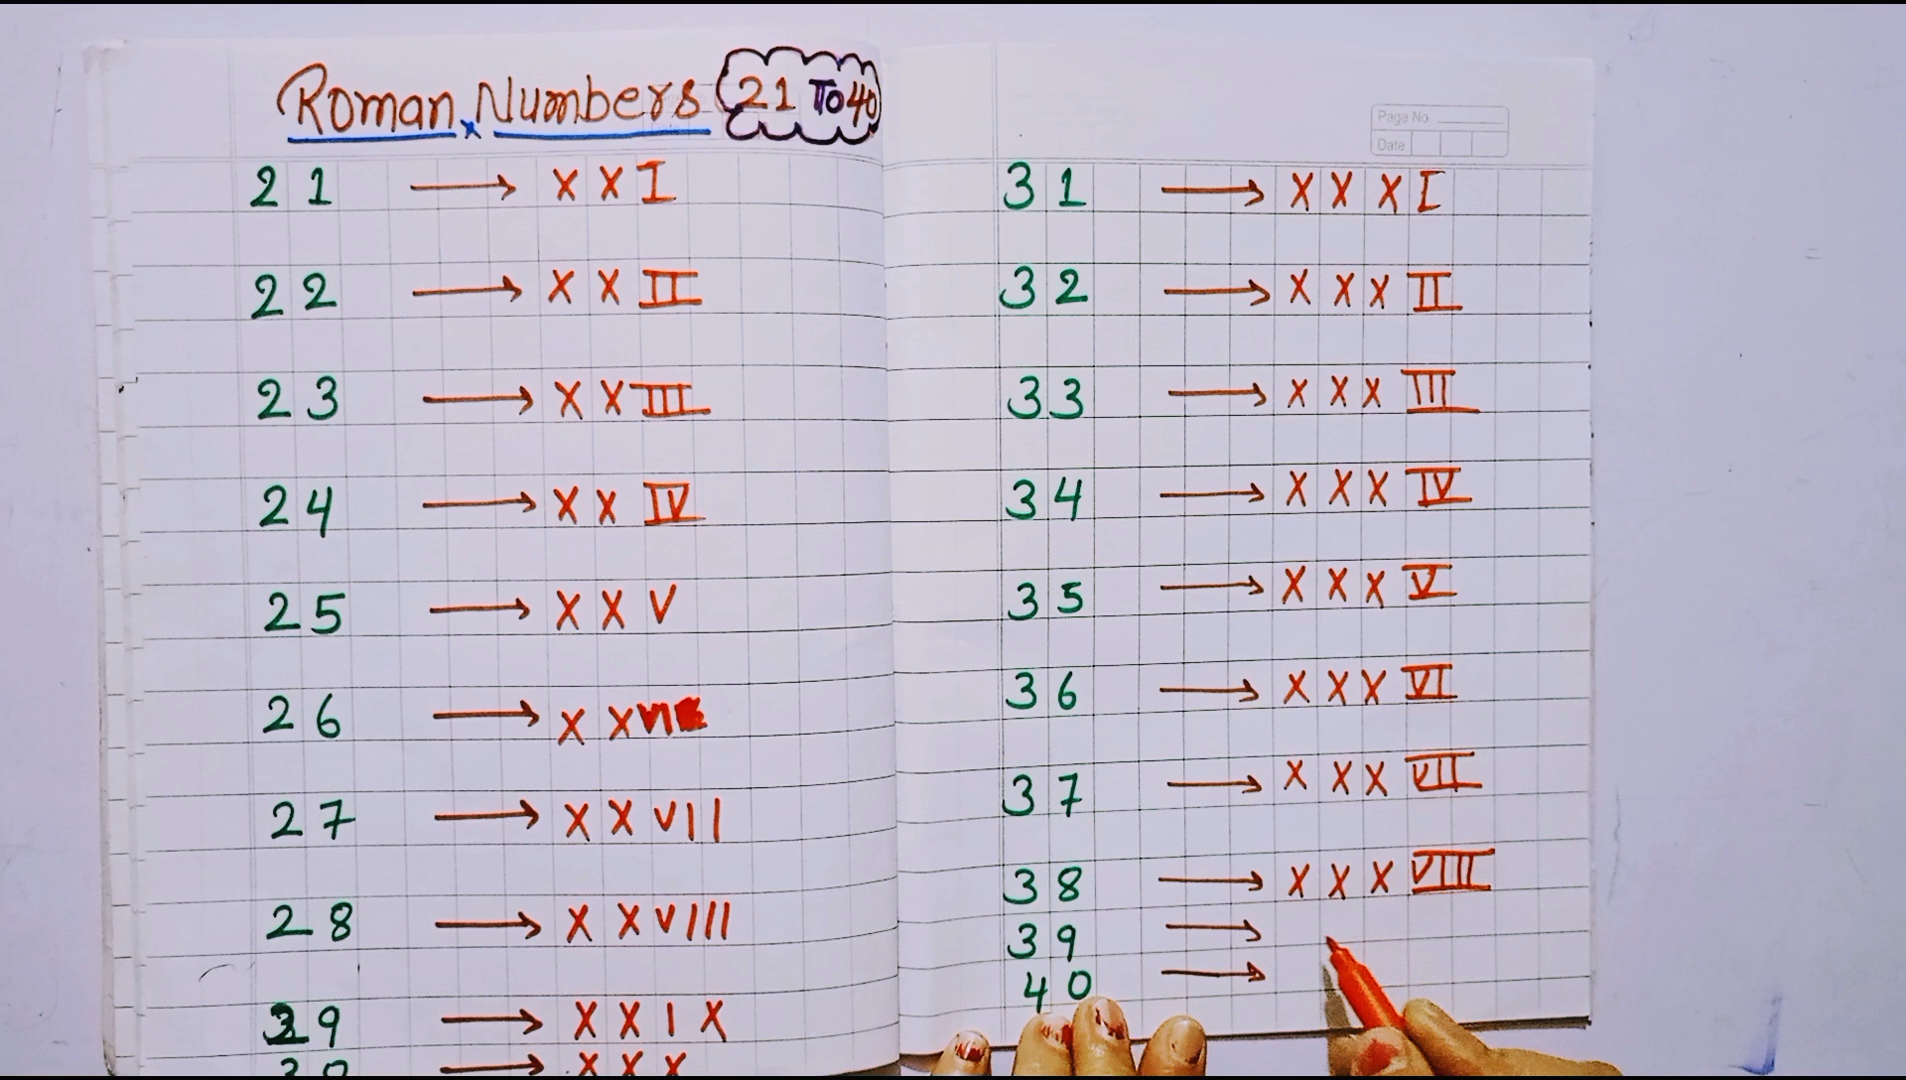 Roman Numbers 21 To 40
21 → XXI
22 → XXII
23 → XXIII
24 → XXIV
25 → XXV
26 → XXVI
27 → XXVII
28 → XXVIII
29 → XXIX
30 → XXX
Page No.
Date
31 → XXXI
32 → XXXII
33 → XXXIII
34 → XXXIV
35 → XXXV
36 → XXXVI
37 → XXXVII
38 → XXXVIII
39 →
40 →